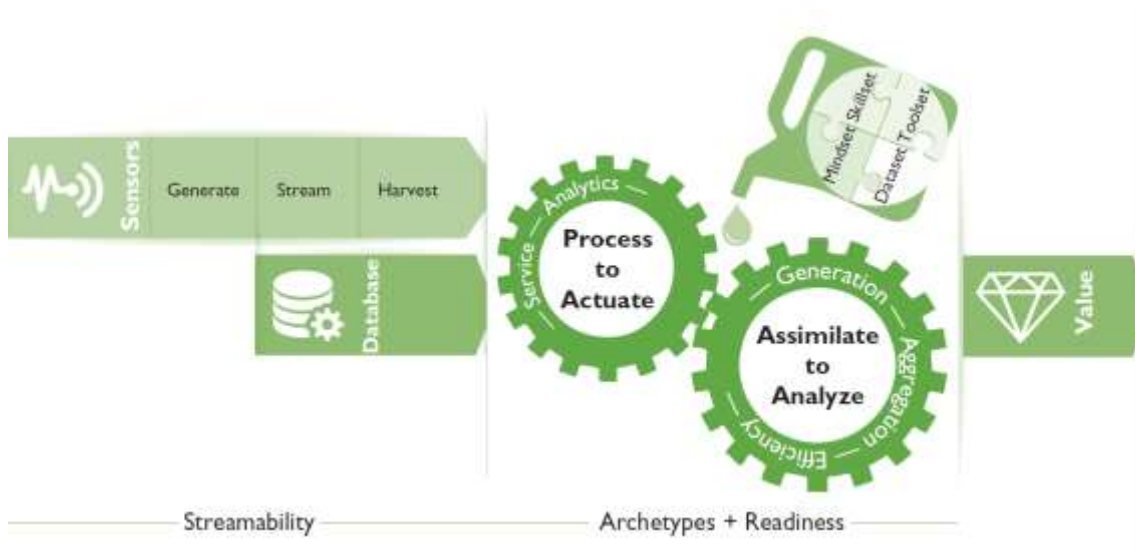 Sensors
Generate
Stream
Harvest
Database
Service — Analytics —
Process
to
Actuate
Mindset Skillset
Dataset Toolset
— Generation — Aggregation — Efficiency —
Assimilate
to
Analyze
Value
Streamability
Archetypes + Readiness